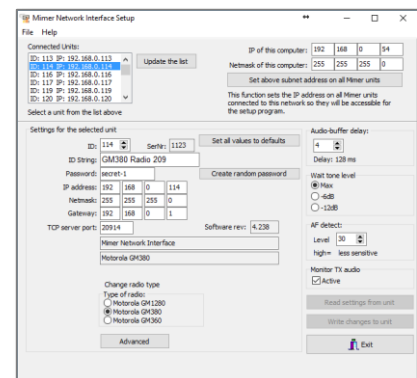 Mimer Network Interface Setup
File Help
Connected Units:
ID: 113 IP: 192.168.0.113
ID: 114 IP: 192.168.0.114
ID: 116 IP: 192.168.0.116
ID: 117 IP: 192.168.0.117
ID: 119 IP: 192.168.0.119
ID: 120 IP: 192.168.0.120
Update the list
Select a unit from the list above
IP of this computer: 192 168 0 54
Netmask of this computer: 255 255 255 0
Set above subnet address on all Mimer units
This function sets the IP address on all Mimer units
connected to this network so they will be accessible for
the setup program.
Settings for the selected unit
ID: 114 SerNr: 1123
Set all values to defaults
ID String: GM380 Radio 209
Password: secret-1
Create random password
IP address: 192 168 0 114
Netmask: 255 255 255 0
Gateway: 192 168 0 1
TCP server port: 20914
Software rev: 4.238
Mimer Network Interface
Motorola GM380
Change radio type
Type of radio:
Motorola GM1280
Motorola GM380
Motorola GM360
Advanced
Audio-buffer delay:
4
Delay: 128 ms
Wait tone level
Max
-6dB
-12dB
AF detect:
Level 30
high= less sensitive
Monitor TX audio
Active
Read settings from unit
Write changes to unit
Exit